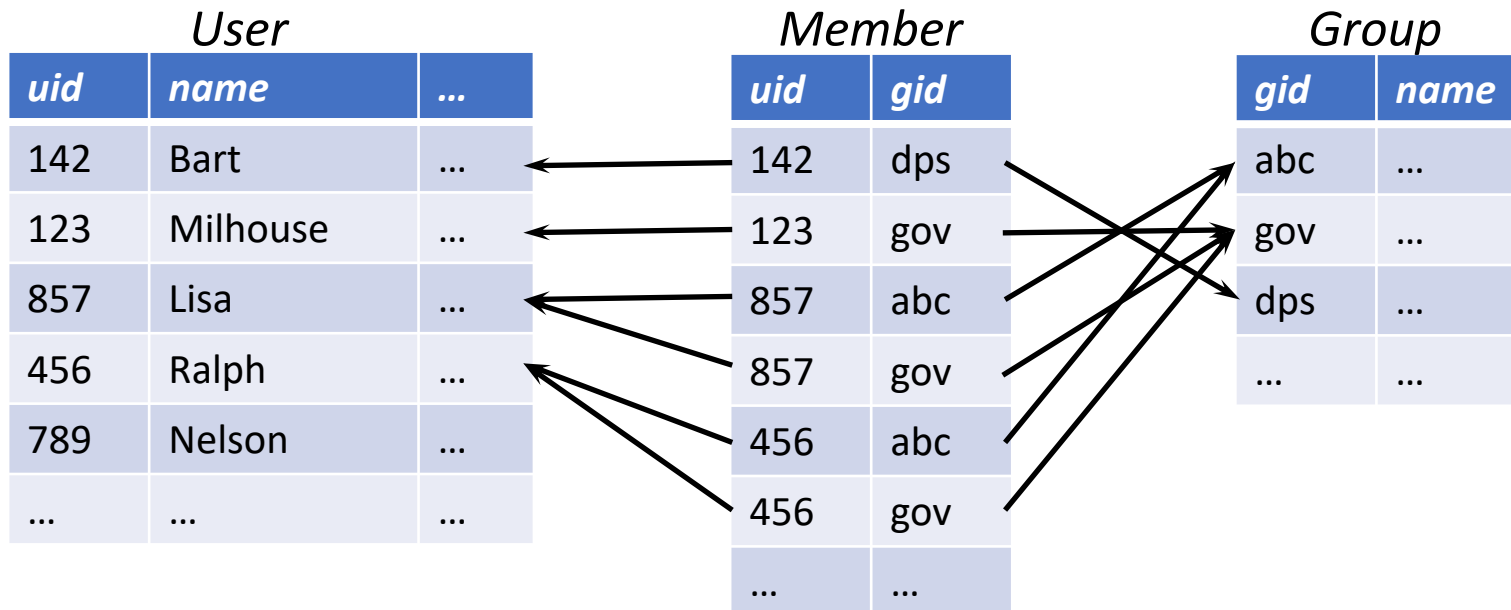 User
uid name …
142 Bart …
123 Milhouse …
857 Lisa …
456 Ralph …
789 Nelson …
… … …
Member
uid gid
142 dps
123 gov
857 abc
857 gov
456 abc
456 gov
… …
Group
gid name
abc …
gov …
dps …
… …